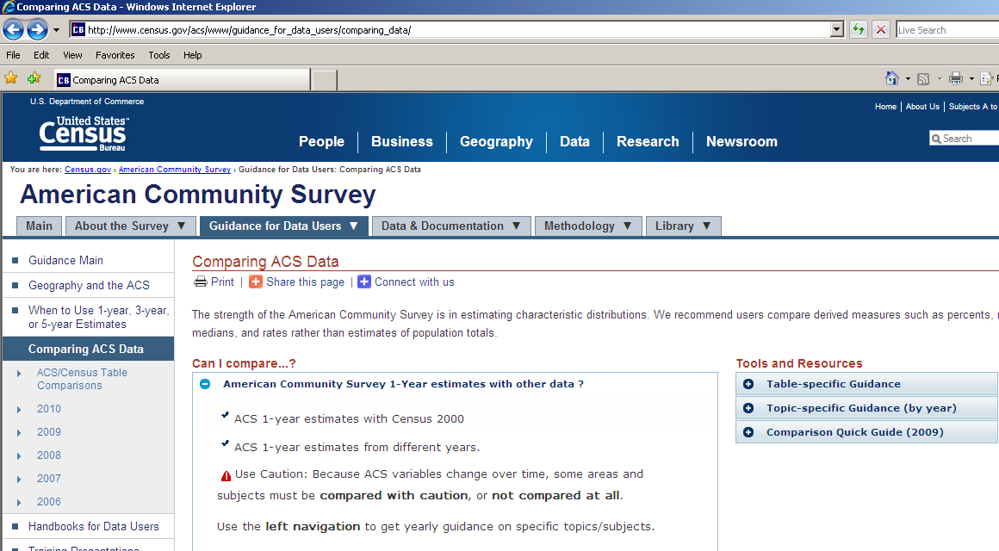 Comparing ACS Data - Windows Internet Explorer
CB http://www.census.gov/acs/www/guidance_for_data_users/comparing_data/
Live Search
File Edit View Favorites Tools Help
CB Comparing ACS Data
U.S. Department of Commerce
Home | About Us | Subjects A to
United States™
Census
Bureau
People Business Geography Data Research Newsroom
Search
You are here: Census.gov › American Community Survey › Guidance for Data Users: Comparing ACS Data
American Community Survey
Main About the Survey ▼ Guidance for Data Users ▼ Data & Documentation ▼ Methodology ▼ Library ▼
Guidance Main
Geography and the ACS
When to Use 1-year, 3-year,
or 5-year Estimates
Comparing ACS Data
ACS/Census Table
Comparisons
2010
2009
2008
2007
2006
Handbooks for Data Users
Training Presentations
Comparing ACS Data
Print | Share this page | Connect with us
The strength of the American Community Survey is in estimating characteristic distributions. We recommend users compare derived measures such as percents,
medians, and rates rather than estimates of population totals.
Can I compare...?
American Community Survey 1-Year estimates with other data ?
ACS 1-year estimates with Census 2000
ACS 1-year estimates from different years.
Use Caution: Because ACS variables change over time, some areas and
subjects must be compared with caution, or not compared at all.
Use the left navigation to get yearly guidance on specific topics/subjects.
Tools and Resources
Table-specific Guidance
Topic-specific Guidance (by year)
Comparison Quick Guide (2009)